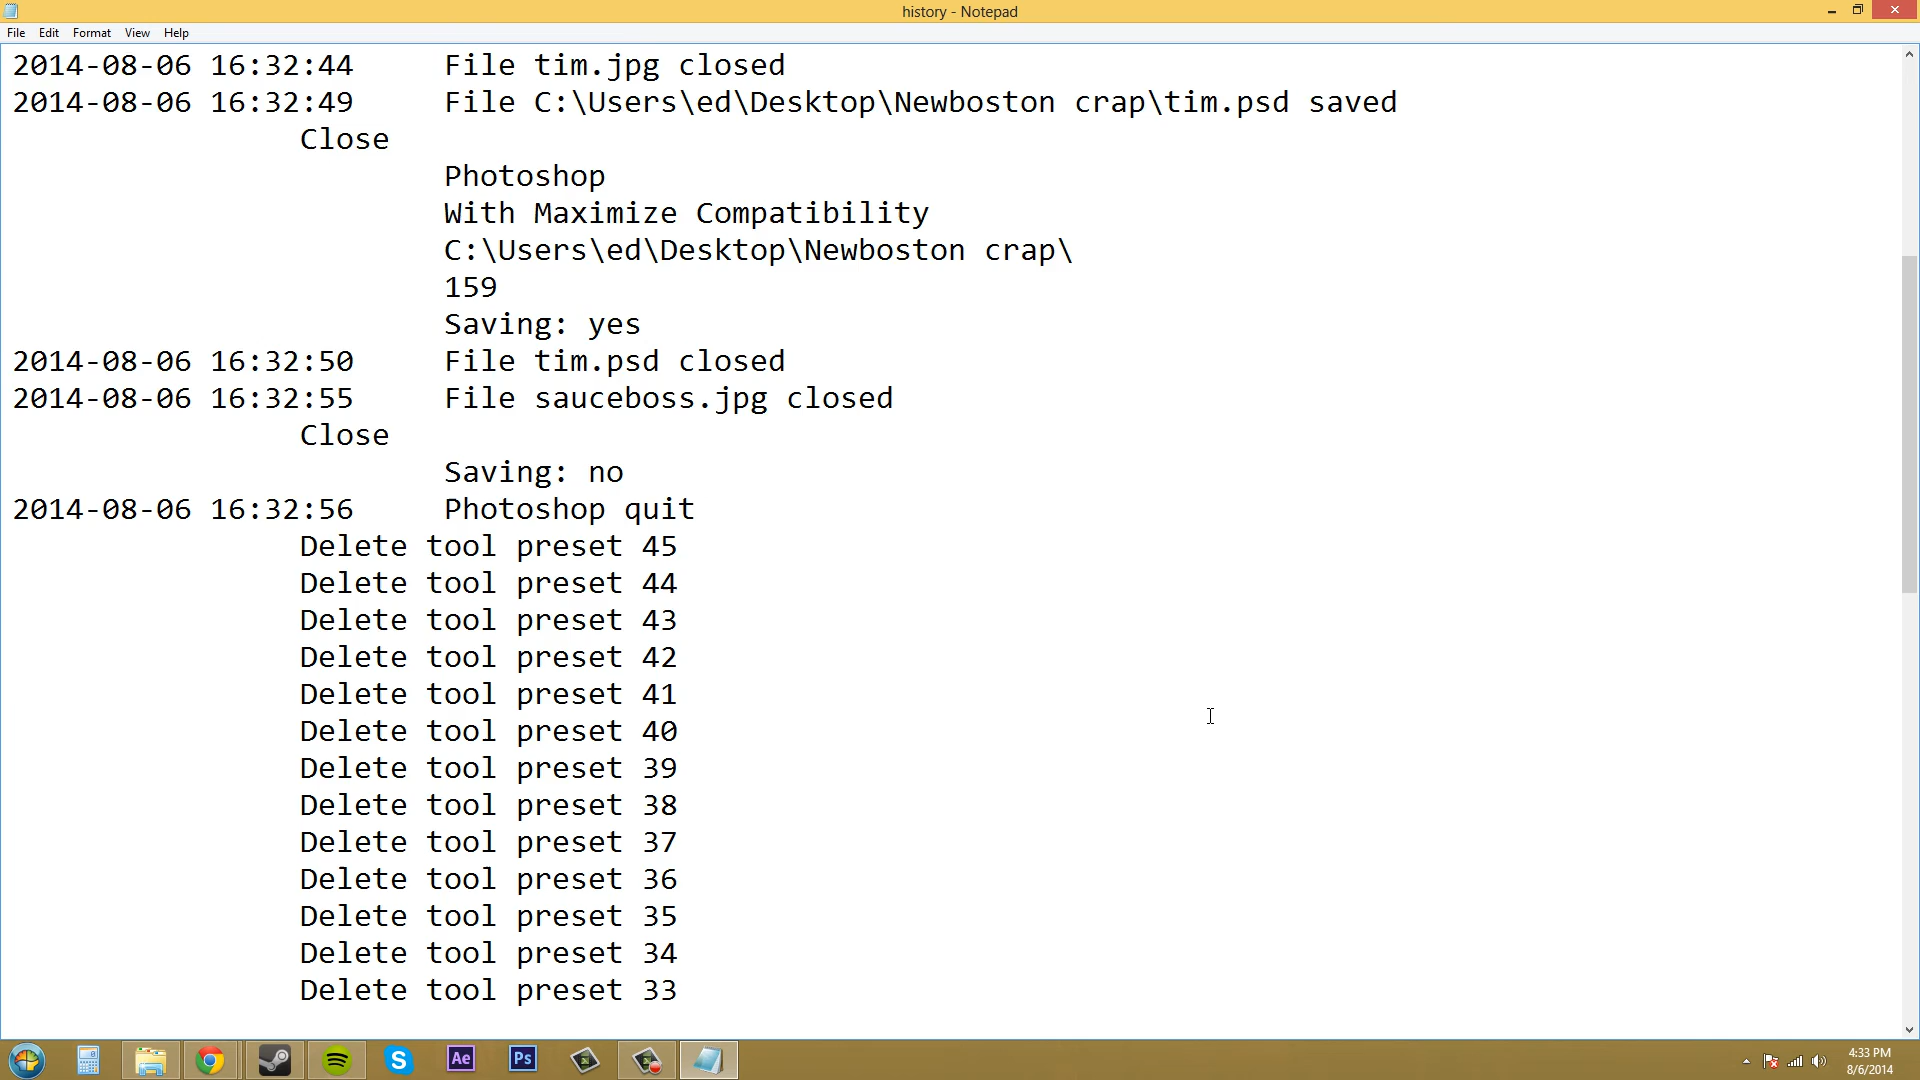 history - Notepad
File Edit Format View Help
2014-08-06 16:32:44 File tim.jpg closed
2014-08-06 16:32:49 File C:\Users\ed\Desktop\Newboston crap\tim.psd saved
Close
Photoshop
With Maximize Compatibility
C:\Users\ed\Desktop\Newboston crap\
159
Saving: yes
2014-08-06 16:32:50 File tim.psd closed
2014-08-06 16:32:55 File sauceboss.jpg closed
Close
Saving: no
2014-08-06 16:32:56 Photoshop quit
Delete tool preset 45
Delete tool preset 44
Delete tool preset 43
Delete tool preset 42
Delete tool preset 41
Delete tool preset 40
Delete tool preset 39
Delete tool preset 38
Delete tool preset 37
Delete tool preset 36
Delete tool preset 35
Delete tool preset 34
Delete tool preset 33
Ae Ps
4:33 PM
8/6/2014